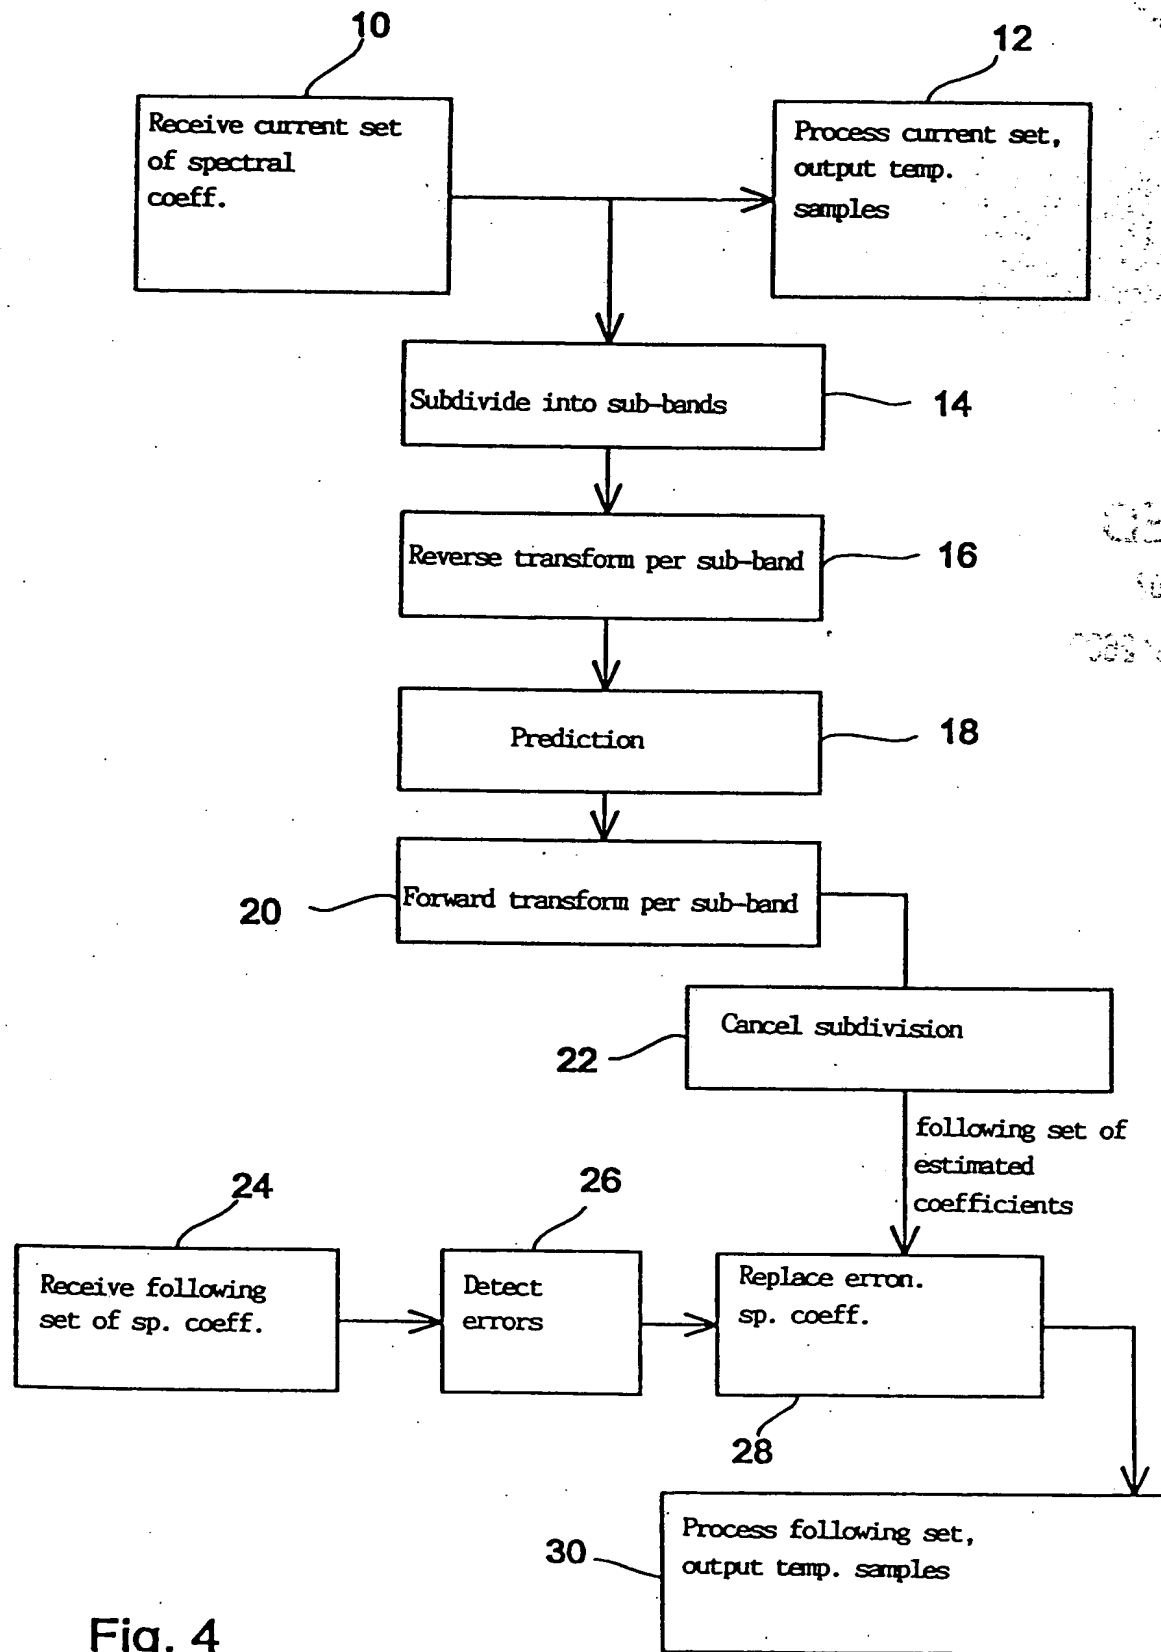 10
12
Receive current set
of spectral
coeff.
Process current set,
output temp.
samples
Subdivide into sub-bands
14
Reverse transform per sub-band
16
Prediction
18
Forward transform per sub-band
20
Cancel subdivision
22
following set of
estimated
coefficients
24
26
Receive following
set of sp. coeff.
Detect
errors
Replace erron.
sp. coeff.
28
Process following set,
output temp. samples
30
Fig. 4